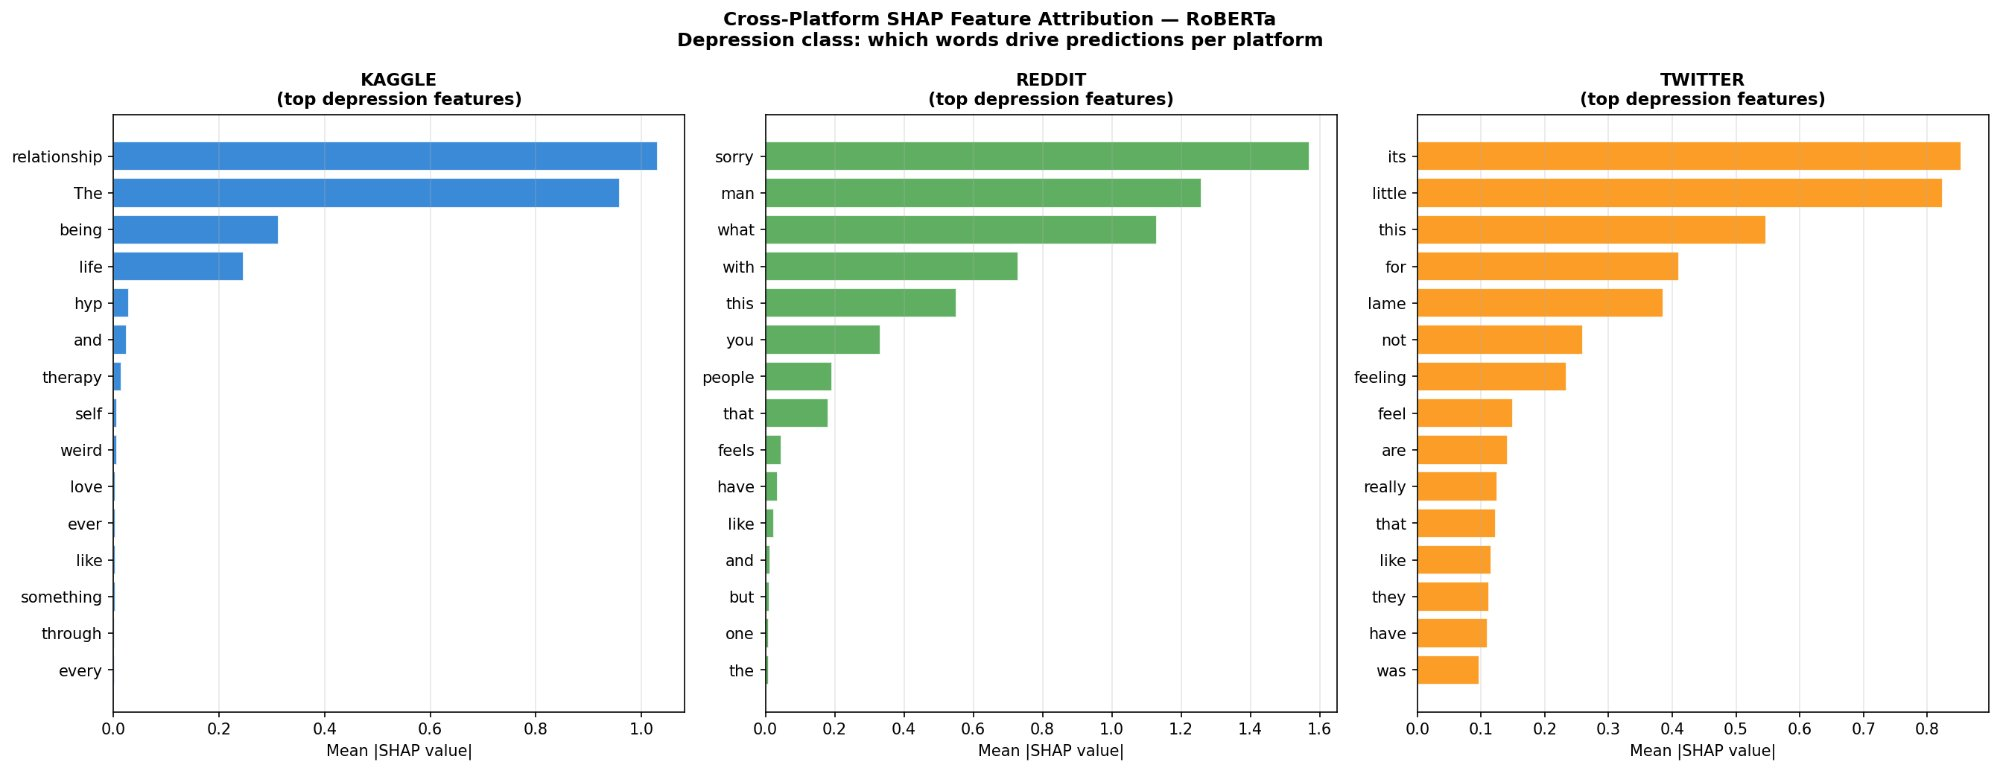 Cross-Platform SHAP Feature Attribution — RoBERTa
Depression class: which words drive predictions per platform
KAGGLE
(top depression features)
relationship
The
being
life
hyp
and
therapy
self
weird
love
ever
like
something
through
every
0.0 0.2 0.4 0.6 0.8 1.0
Mean |SHAP value|
REDDIT
(top depression features)
sorry
man
what
with
this
you
people
that
feels
have
like
and
but
one
the
0.0 0.2 0.4 0.6 0.8 1.0 1.2 1.4 1.6
Mean |SHAP value|
TWITTER
(top depression features)
its
little
this
for
lame
not
feeling
feel
are
really
that
like
they
have
was
0.0 0.1 0.2 0.3 0.4 0.5 0.6 0.7 0.8
Mean |SHAP value|